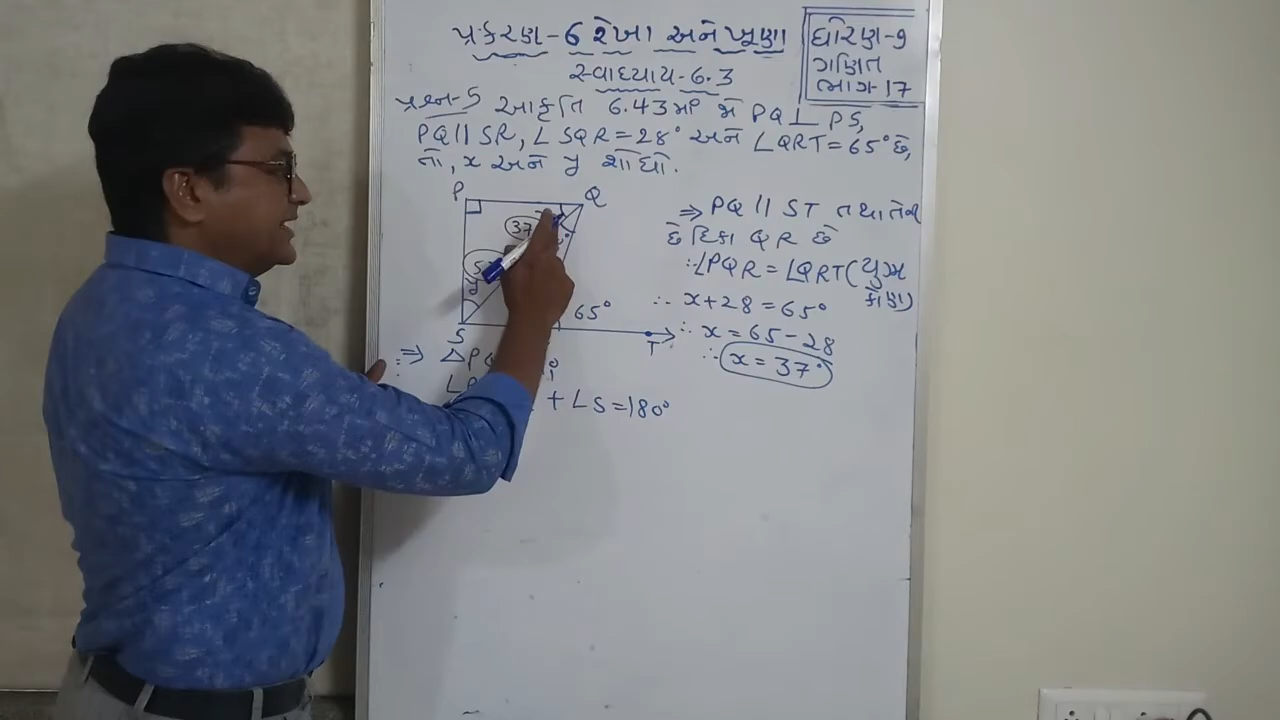 પ્રકરણ-6 રેખા અને ખૂણા
સ્વાધ્યાય-6.3
ધોરણ-9
ગણિત
ભાગ-17
પ્રશ્ન-5 આકૃતિ 6.43માં જો PQ ⊥ PS,
PQ || SR, ∠SQR=28° અને ∠QRT=65° છે,
તો, x અને y શોધો.
P Q
37
y
65°
S T
⇒ PQ || ST તથા તેની
છેદિકા QR છે
∴ ∠PQR = ∠QRT (યુગ્મ
કોણ)
∴ x+28 = 65°
∴ x = 65-28
∴ x = 37°
⇒ △PQ
+ ∠S = 180°